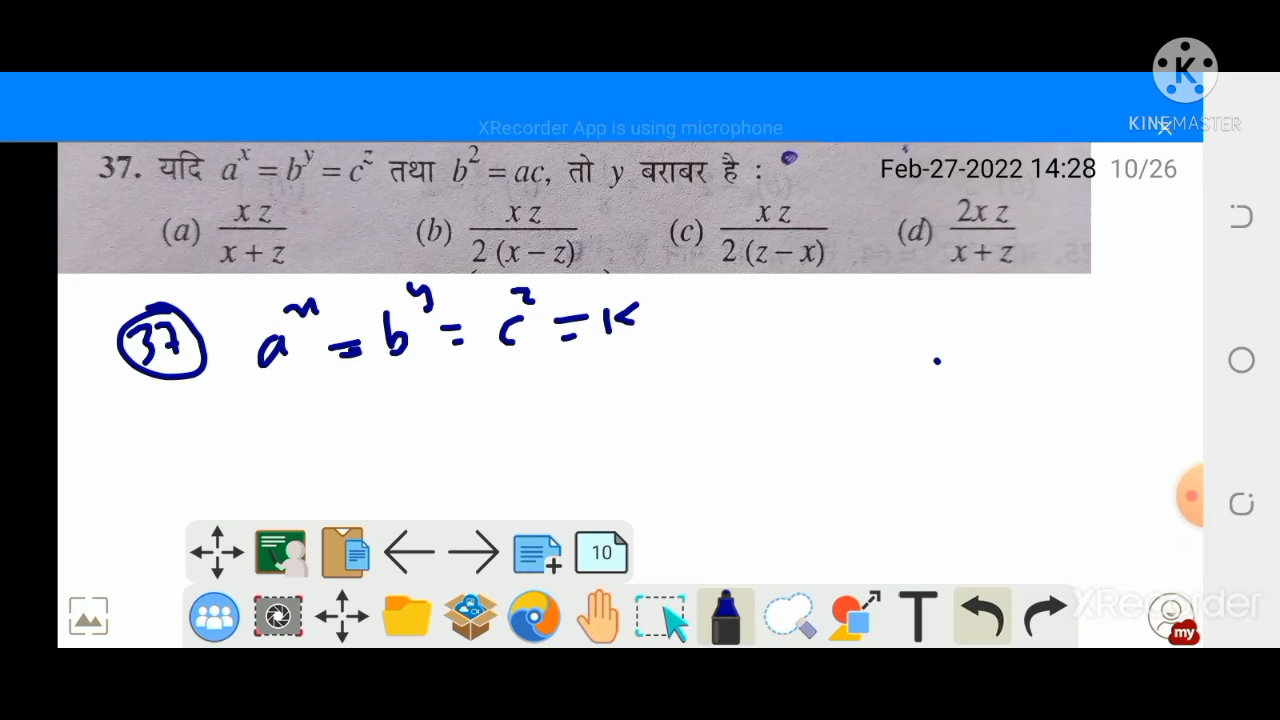 KINEMASTER
XRecorder App is using microphone
37. यदि a^x = b^y = c^z तथा b^2 = ac, तो y बराबर है :
Feb-27-2022 14:28 10/26
(a) xz/(x + z) (b) xz/(2 (x − z)) (c) xz/(2 (z − x)) (d) 2xz/(x + z)
37 a^x = b^y = c^z = K
10
XRecorder
my